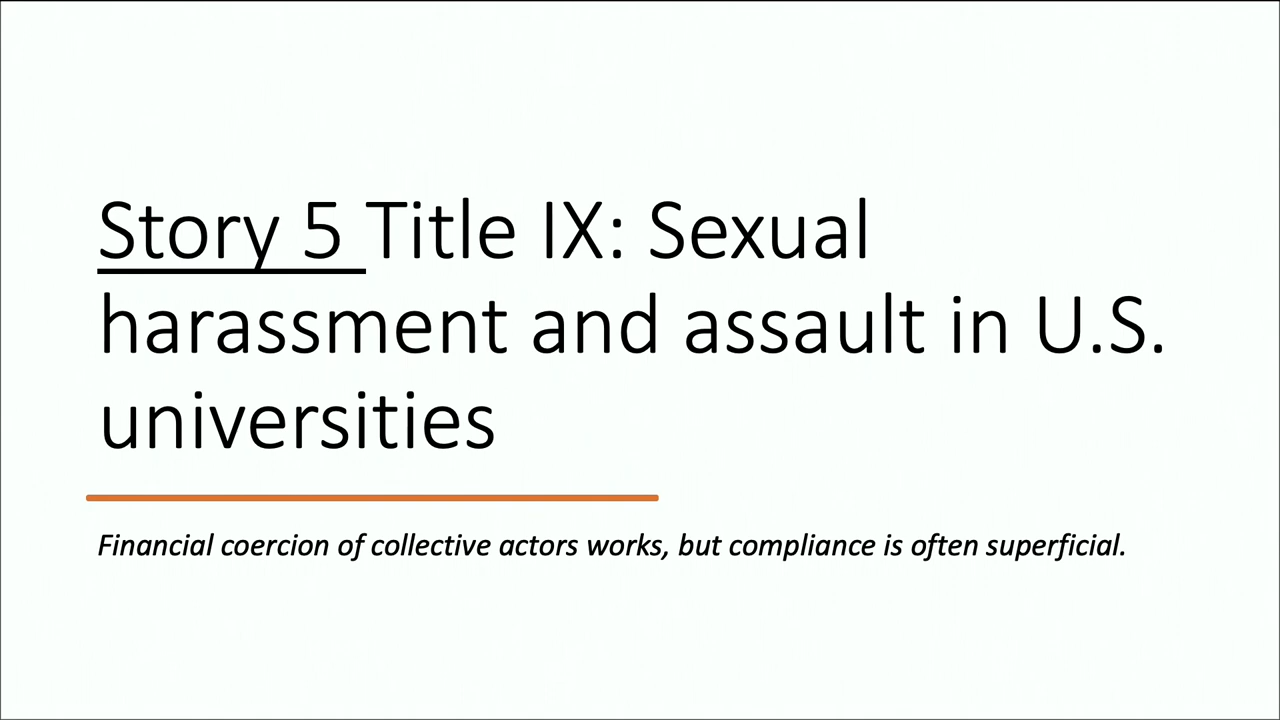 Story 5 Title IX: Sexual
harassment and assault in U.S.
universities
Financial coercion of collective actors works, but compliance is often superficial.